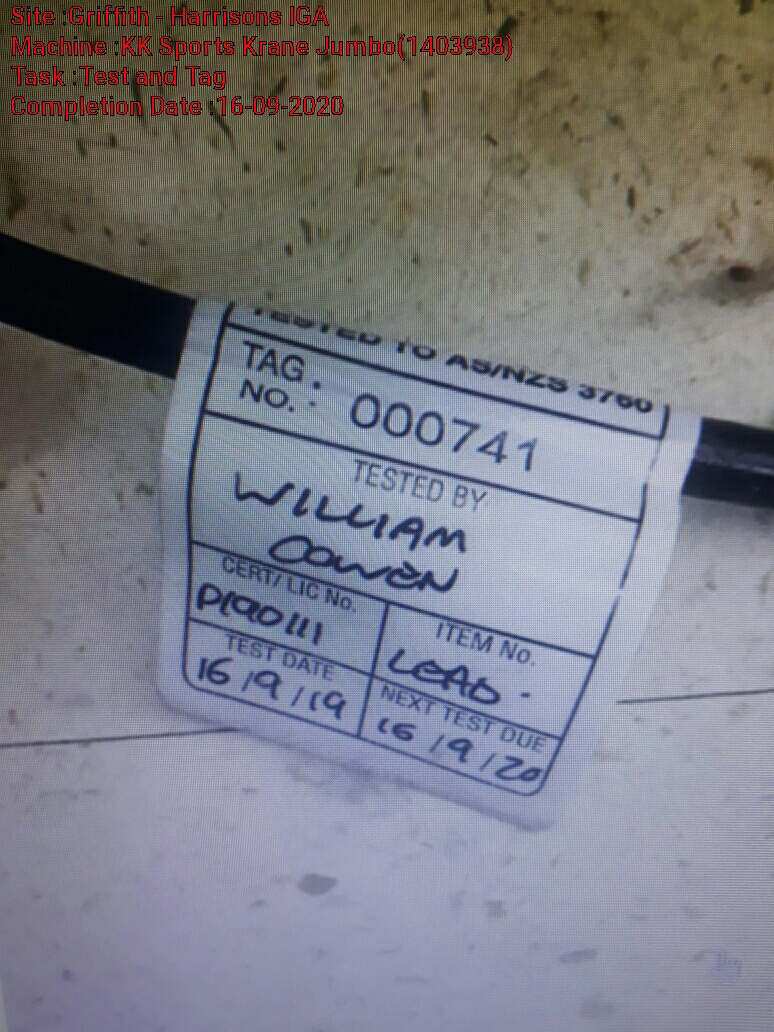 Site :Griffith - Harrisons IGA
Machine :KK Sports Krane Jumbo(1403938)
Task :Test and Tag
Completion Date :16-09-2020
TESTED TO AS/NZS 3760
TAG NO. : 000741
TESTED BY
WILLIAM
COWEN
CERT/ LIC No.
P190111
ITEM No.
LEAD -
TEST DATE
16/9/19
NEXT TEST DUE
16/9/20